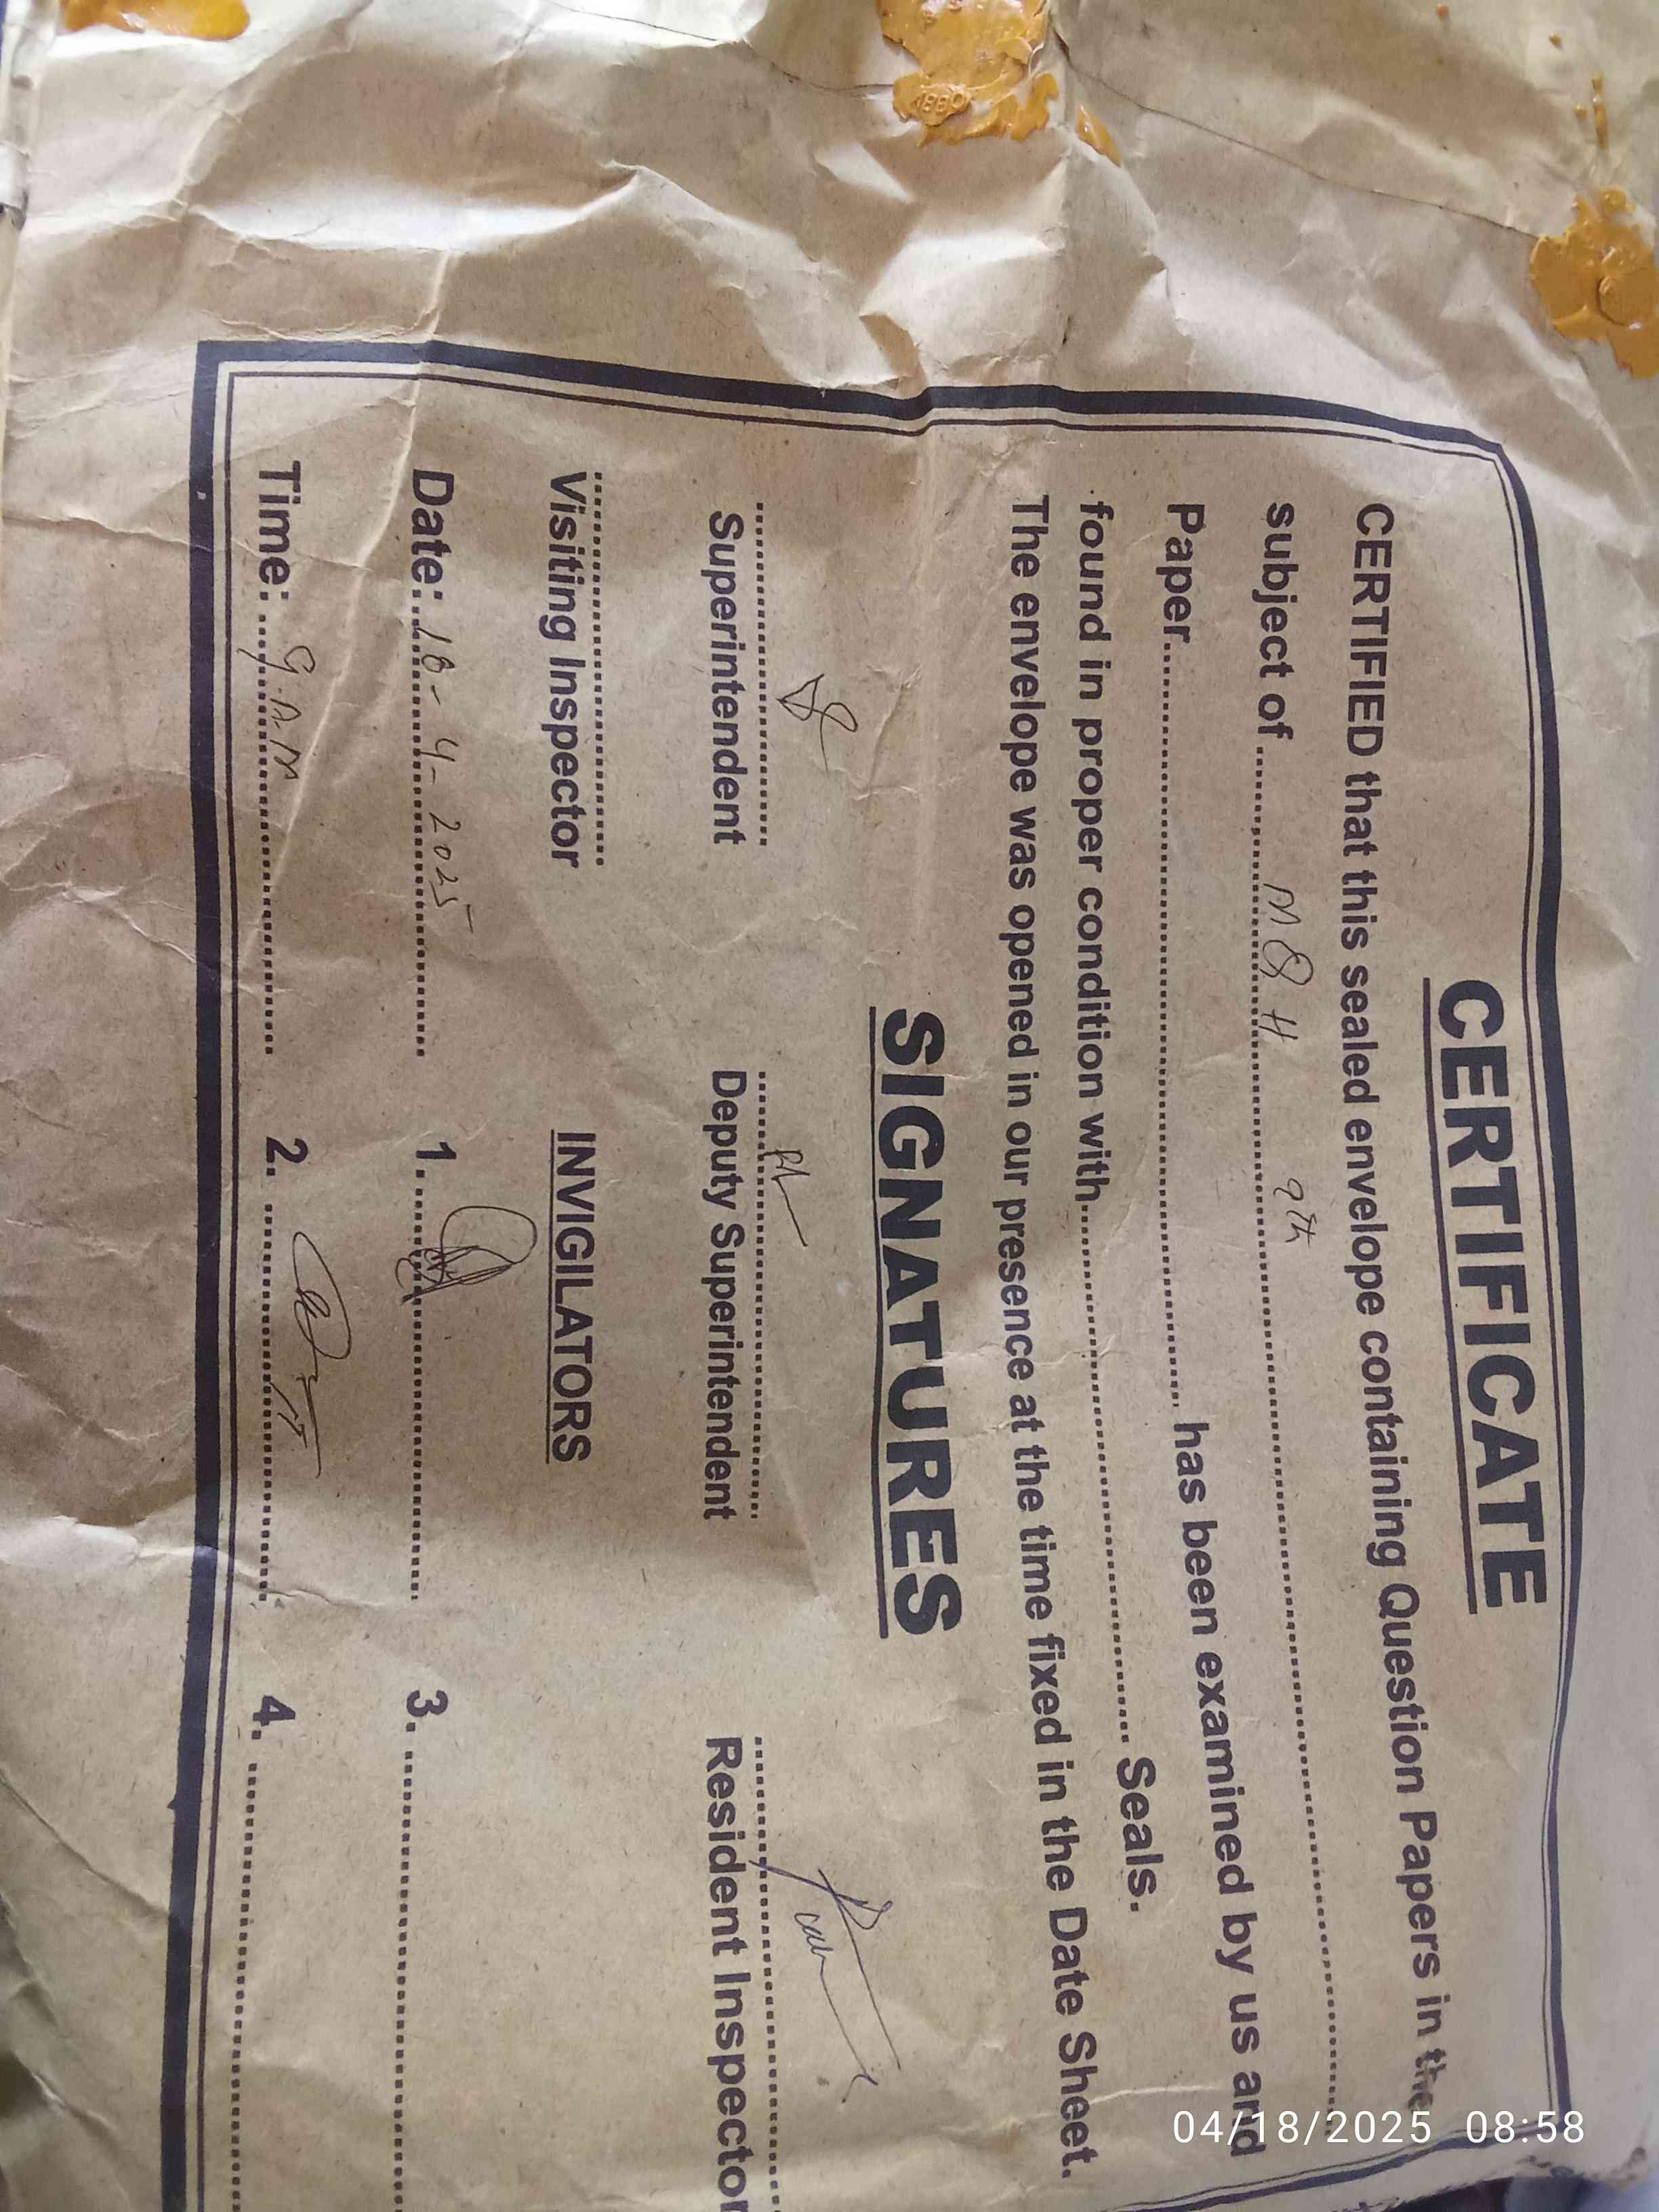 CERTIFICATE
CERTIFIED that this sealed envelope containing Question Papers in the
subject of ........ M Q H 9th ........
Paper........ has been examined by us and
found in proper condition with........ Seals.
The envelope was opened in our presence at the time fixed in the Date Sheet.
SIGNATURES
Superintendent Deputy Superintendent Resident Inspector
Visiting Inspector INVIGILATORS
Date: 18-4-2025 1. ........ 3. ........
Time: 9.AM 2. ........ 4. ........
04/18/2025 08:58